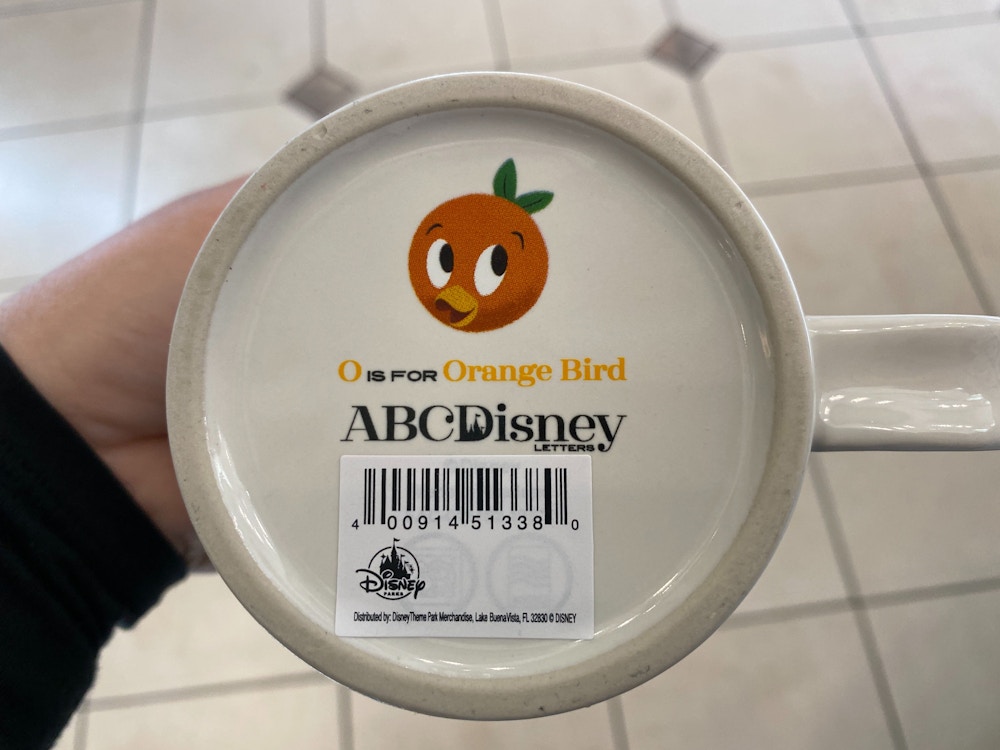 O IS FOR Orange Bird
ABCDisney
LETTERS
4 00914 51338 0
DISNEY
PARKS
Distributed by: Disney Theme Park Merchandise, Lake Buena Vista, FL 32830 © DISNEY